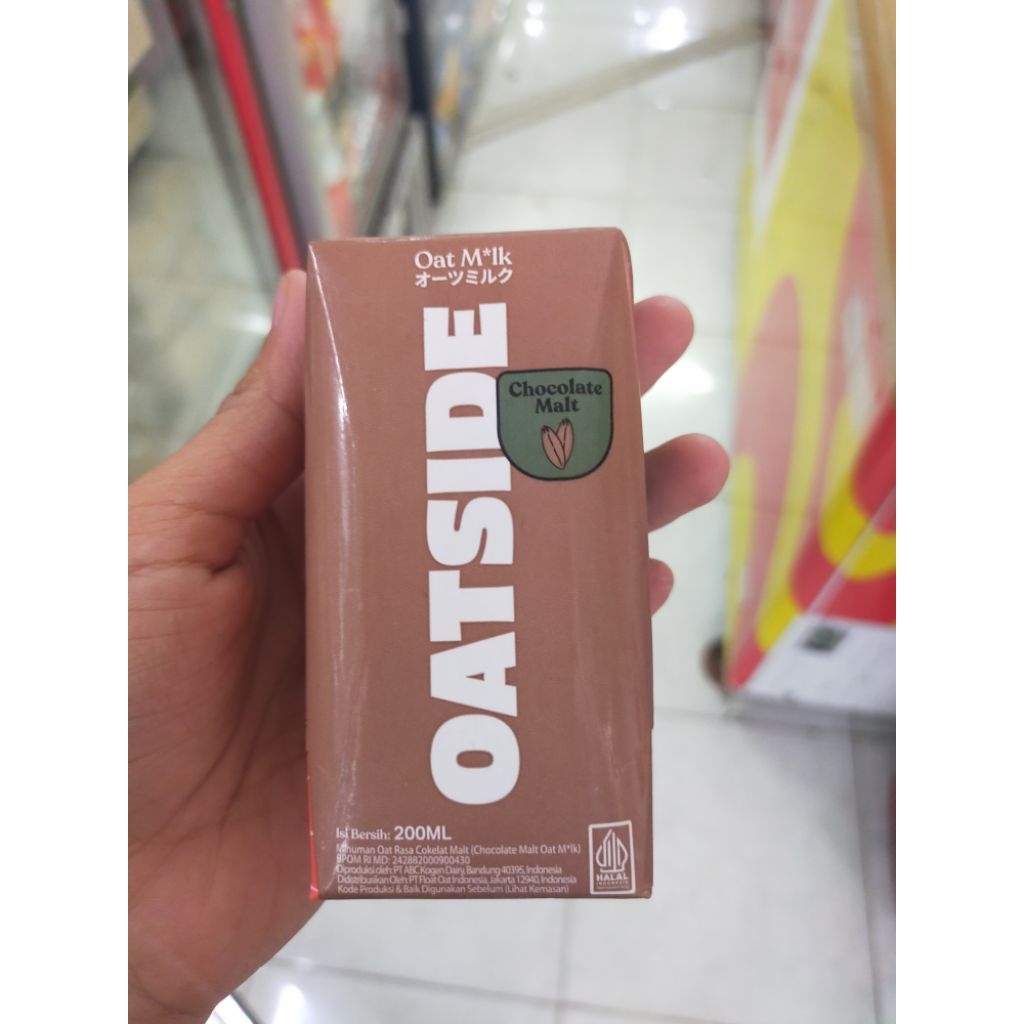 Oat M*lk
オーツミルク
OATSIDE
Chocolate
Malt
Isi Bersih: 200ML
Minuman Oat Rasa Cokelat Malt (Chocolate Malt Oat M*lk)
BPOM RI MD: 242882000900430
Diproduksi oleh: PT ABC Kogen Dairy, Bandung 40395, Indonesia
Didistribusikan Oleh: PT Float Oat Indonesia, Jakarta 12940, Indonesia
Kode Produksi & Baik Digunakan Sebelum (Lihat Kemasan)
HALAL
INDONESIA